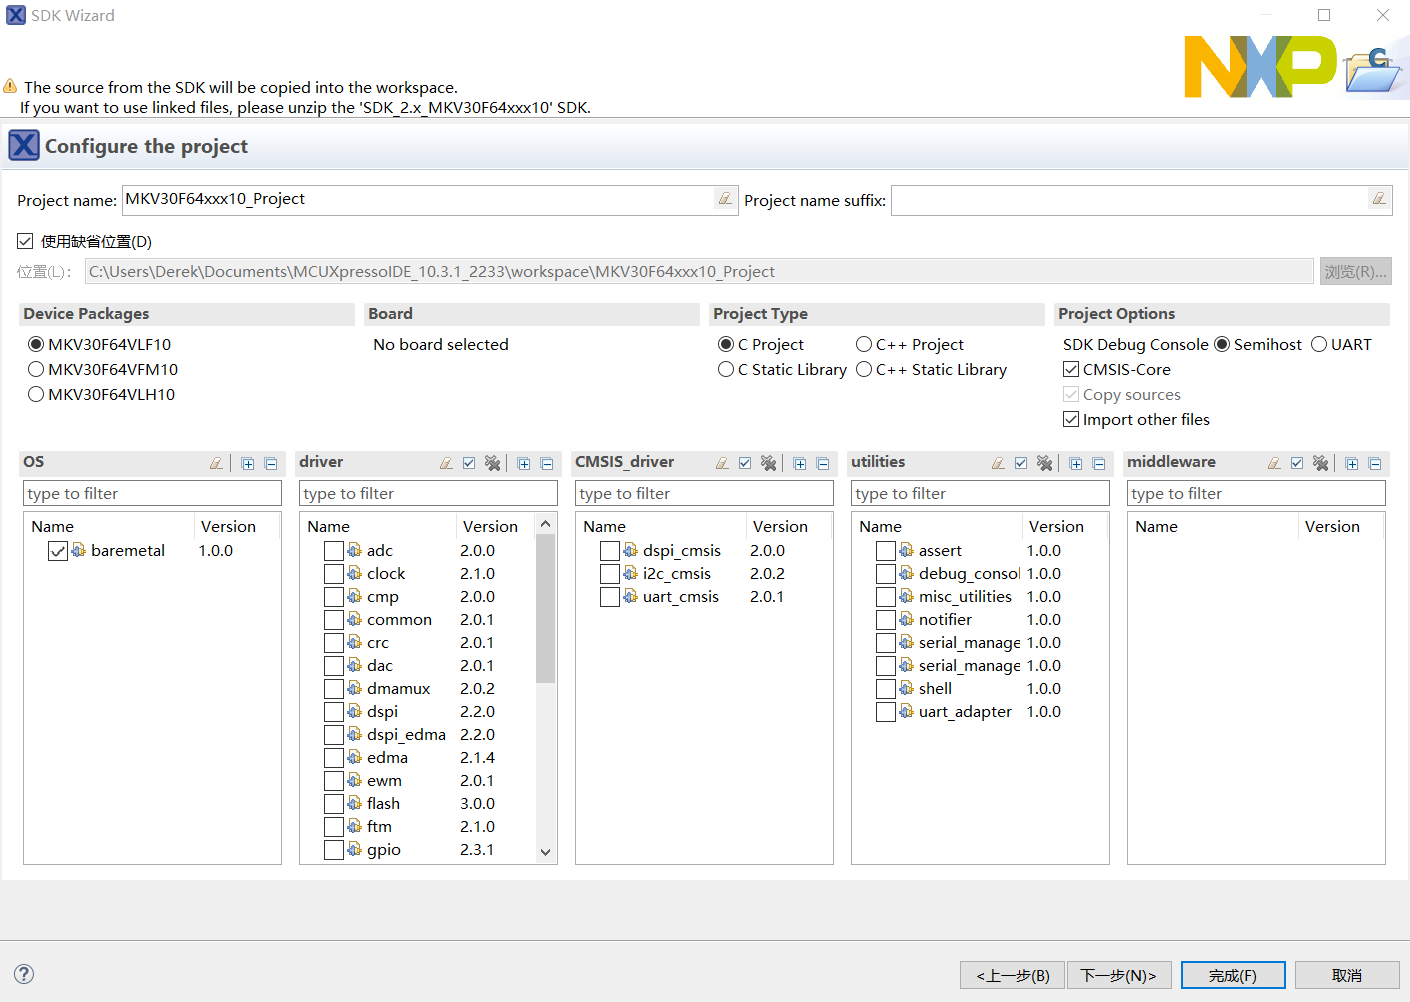 SDK Wizard
NXP
C
The source from the SDK will be copied into the workspace.
If you want to use linked files, please unzip the 'SDK_2.x_MKV30F64xxx10' SDK.
Configure the project
Project name: MKV30F64xxx10_Project Project name suffix:
使用缺省位置(D)
位置(L): C:\Users\Derek\Documents\MCUXpressoIDE_10.3.1_2233\workspace\MKV30F64xxx10_Project 浏览(R)...
Device Packages
MKV30F64VLF10
MKV30F64VFM10
MKV30F64VLH10
Board
No board selected
Project Type
C Project C++ Project
C Static Library C++ Static Library
Project Options
SDK Debug Console Semihost UART
CMSIS-Core
Copy sources
Import other files
OS
type to filter
Name Version
baremetal 1.0.0
driver
type to filter
Name Version
adc 2.0.0
clock 2.1.0
cmp 2.0.0
common 2.0.1
crc 2.0.1
dac 2.0.1
dmamux 2.0.2
dspi 2.2.0
dspi_edma 2.2.0
edma 2.1.4
ewm 2.0.1
flash 3.0.0
ftm 2.1.0
gpio 2.3.1
CMSIS_driver
type to filter
Name Version
dspi_cmsis 2.0.0
i2c_cmsis 2.0.2
uart_cmsis 2.0.1
utilities
type to filter
Name Version
assert 1.0.0
debug_consol 1.0.0
misc_utilities 1.0.0
notifier 1.0.0
serial_manage 1.0.0
serial_manage 1.0.0
shell 1.0.0
uart_adapter 1.0.0
middleware
type to filter
Name Version
<上一步(B) 下一步(N)> 完成(F) 取消